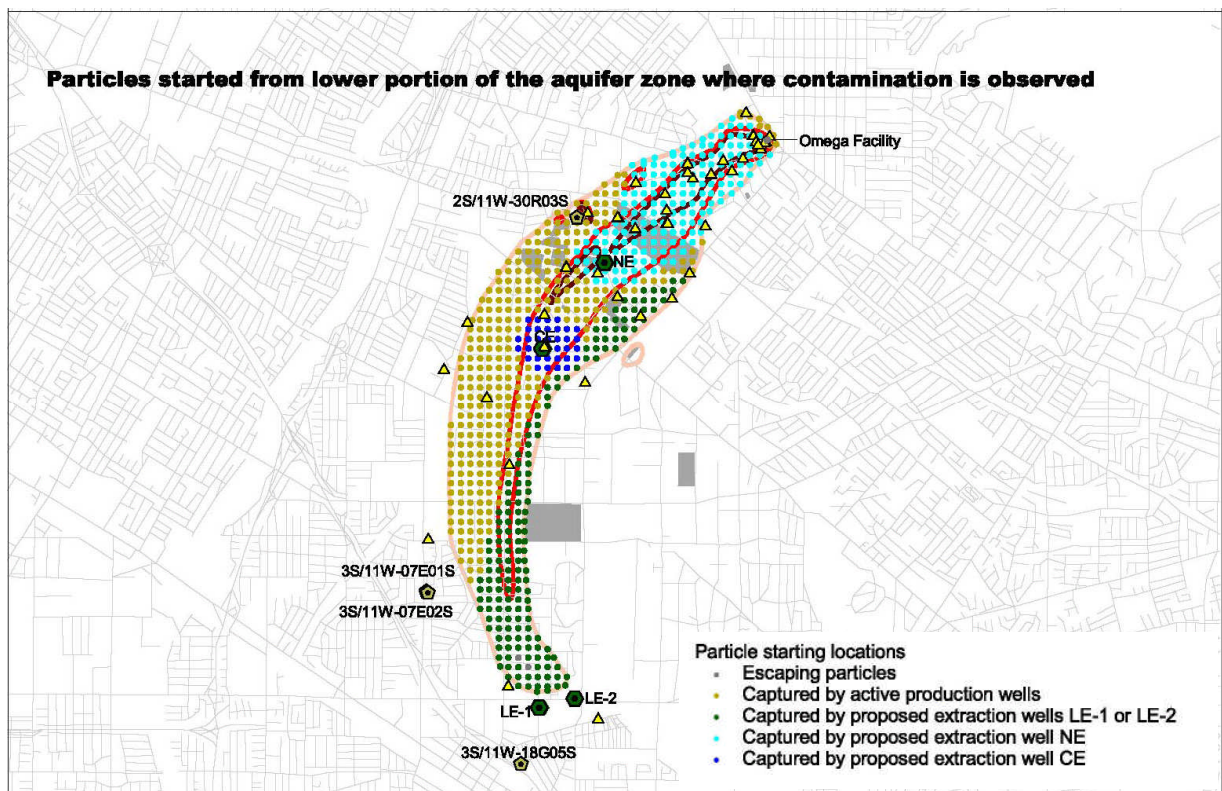 Particles started from lower portion of the aquifer zone where contamination is observed
Omega Facility
2S/11W-30R03S
NE
CE
3S/11W-07E01S
3S/11W-07E02S
LE-2
LE-1
3S/11W-18G05S
Particle starting locations
Escaping particles
Captured by active production wells
Captured by proposed extraction wells LE-1 or LE-2
Captured by proposed extraction well NE
Captured by proposed extraction well CE